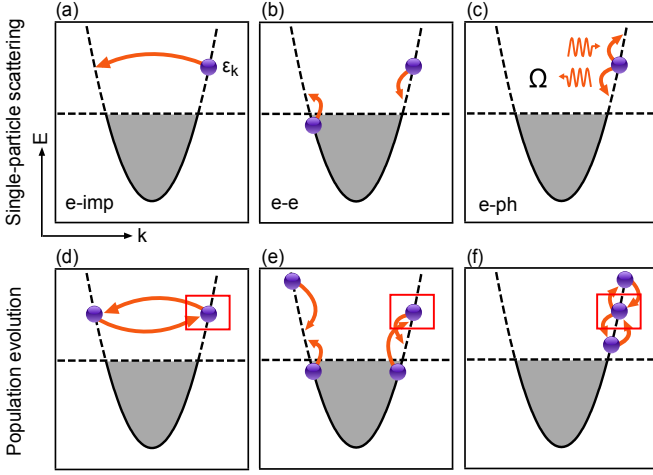 (a)
(b)
(c)
Single-particle scattering
εk
Ω
E
e-imp
e-e
e-ph
k
(d)
(e)
(f)
Population evolution